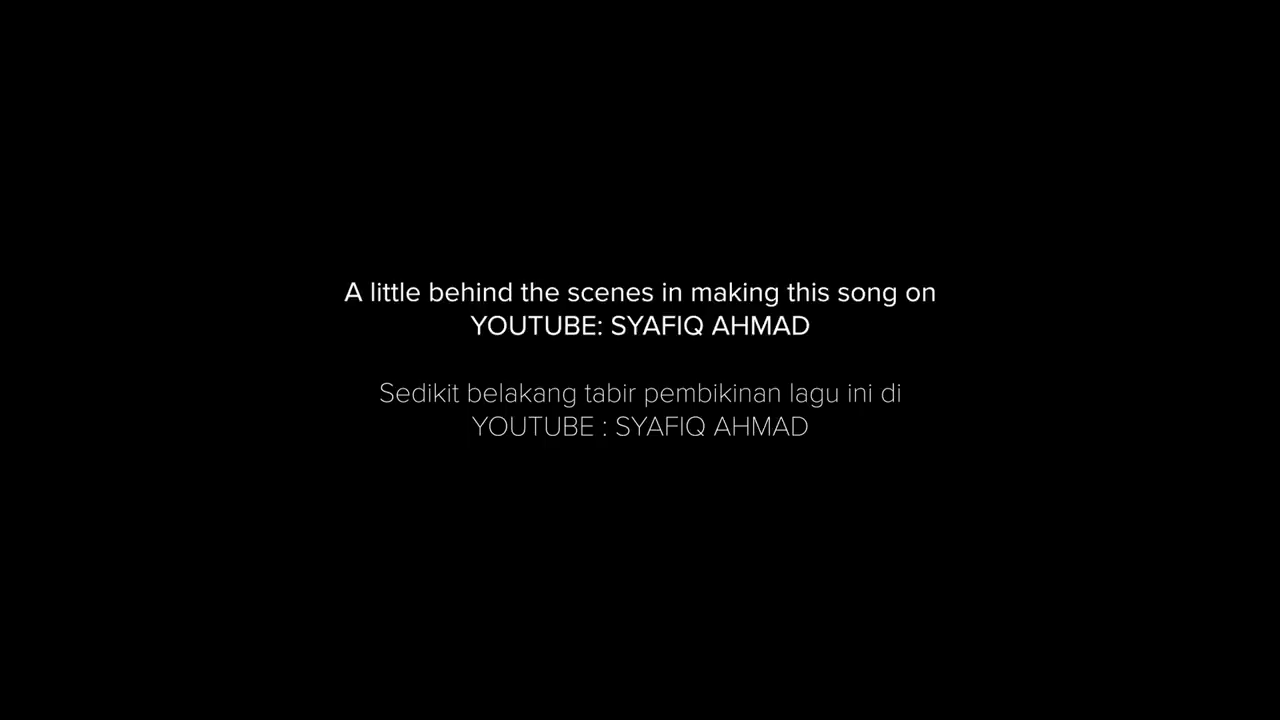 A little behind the scenes in making this song on
YOUTUBE: SYAFIQ AHMAD
Sedikit belakang tabir pembikinan lagu ini di
YOUTUBE : SYAFIQ AHMAD